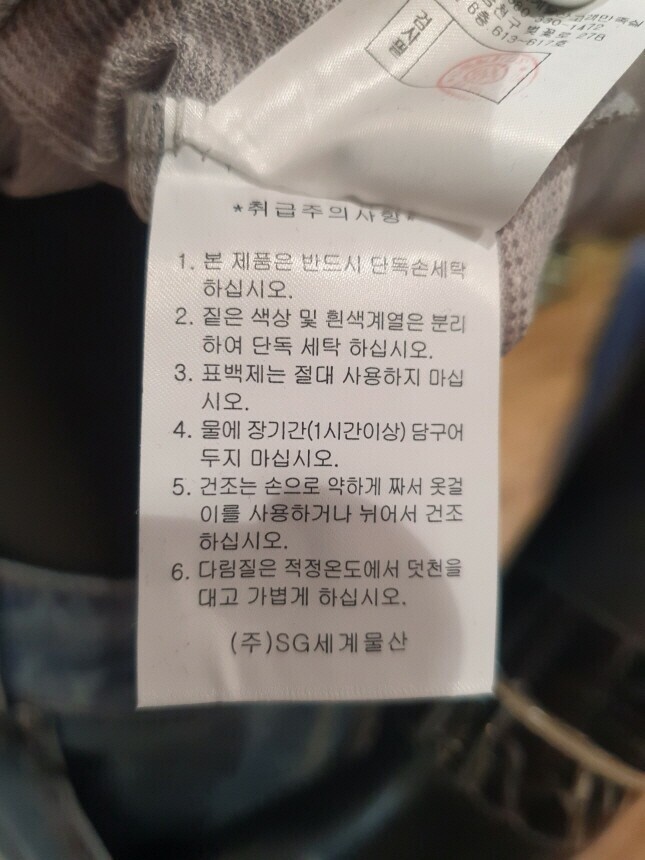 검사필
6층 613-617호
*취급주의사항*
1. 본 제품은 반드시 단독손세탁
하십시오.
2. 짙은 색상 및 흰색계열은 분리
하여 단독 세탁 하십시오.
3. 표백제는 절대 사용하지 마십
시오.
4. 물에 장기간(1시간이상) 담구어
두지 마십시오.
5. 건조는 손으로 약하게 짜서 옷걸
이를 사용하거나 뉘어서 건조
하십시오.
6. 다림질은 적정온도에서 덧천을
대고 가볍게 하십시오.
(주)SG세계물산